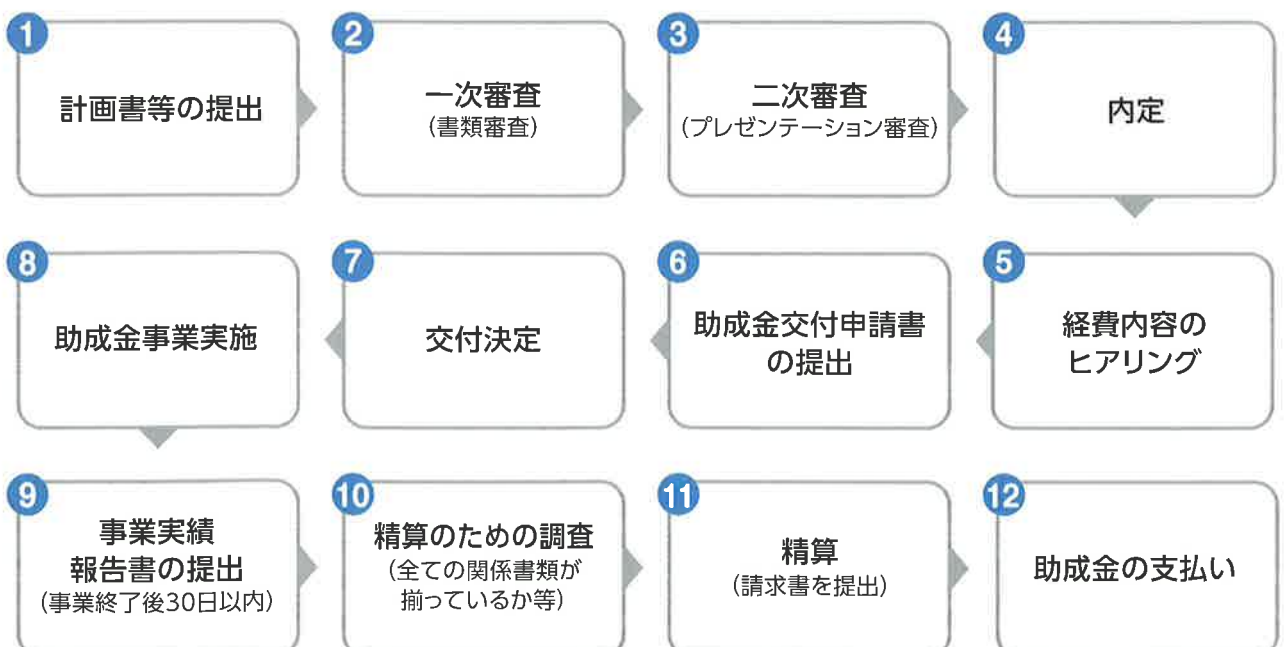 1
計画書等の提出
2
一次審査
(書類審査)
3
二次審査
(プレゼンテーション審査)
4
内定
5
経費内容の
ヒアリング
6
助成金交付申請書
の提出
7
交付決定
8
助成金事業実施
9
事業実績
報告書の提出
(事業終了後30日以内)
10
精算のための調査
(全ての関係書類が
揃っているか等)
11
精算
(請求書を提出)
12
助成金の支払い